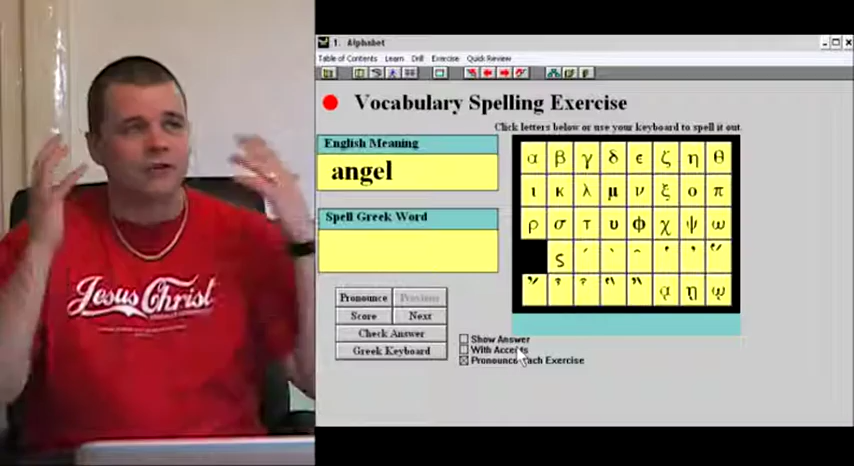 Jesus Christ
1. Alphabet
Table of Contents Learn Drill Exercise Quick Review
Vocabulary Spelling Exercise
Click letters below or use your keyboard to spell it out.
English Meaning
angel
Spell Greek Word
α β γ δ ε ζ η θ
ι κ λ μ ν ξ ο π
ρ σ τ υ φ χ ψ ω
ς
ᾳ ῃ ῳ
Pronounce Previous
Score Next
Check Answer
Greek Keyboard
Show Answer
With Accents
Pronounce Each Exercise